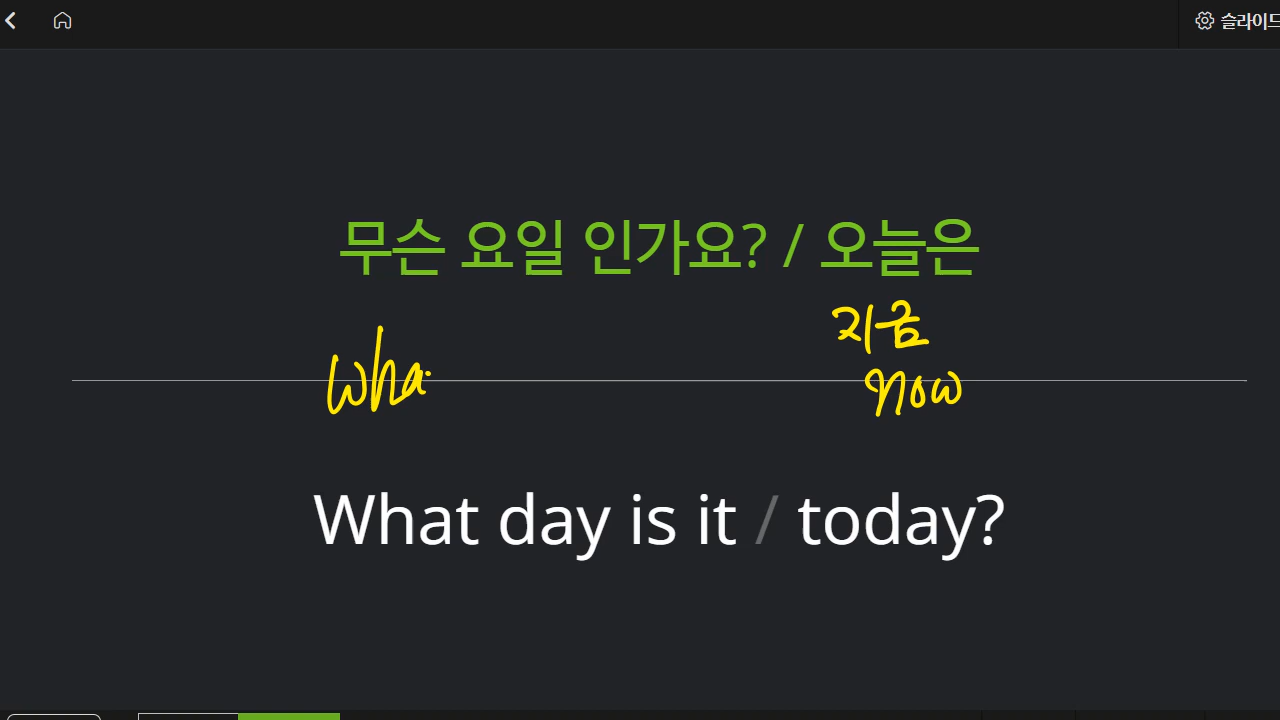 슬라이드
무슨 요일 인가요? / 오늘은
지금
wha
now
What day is it / today?